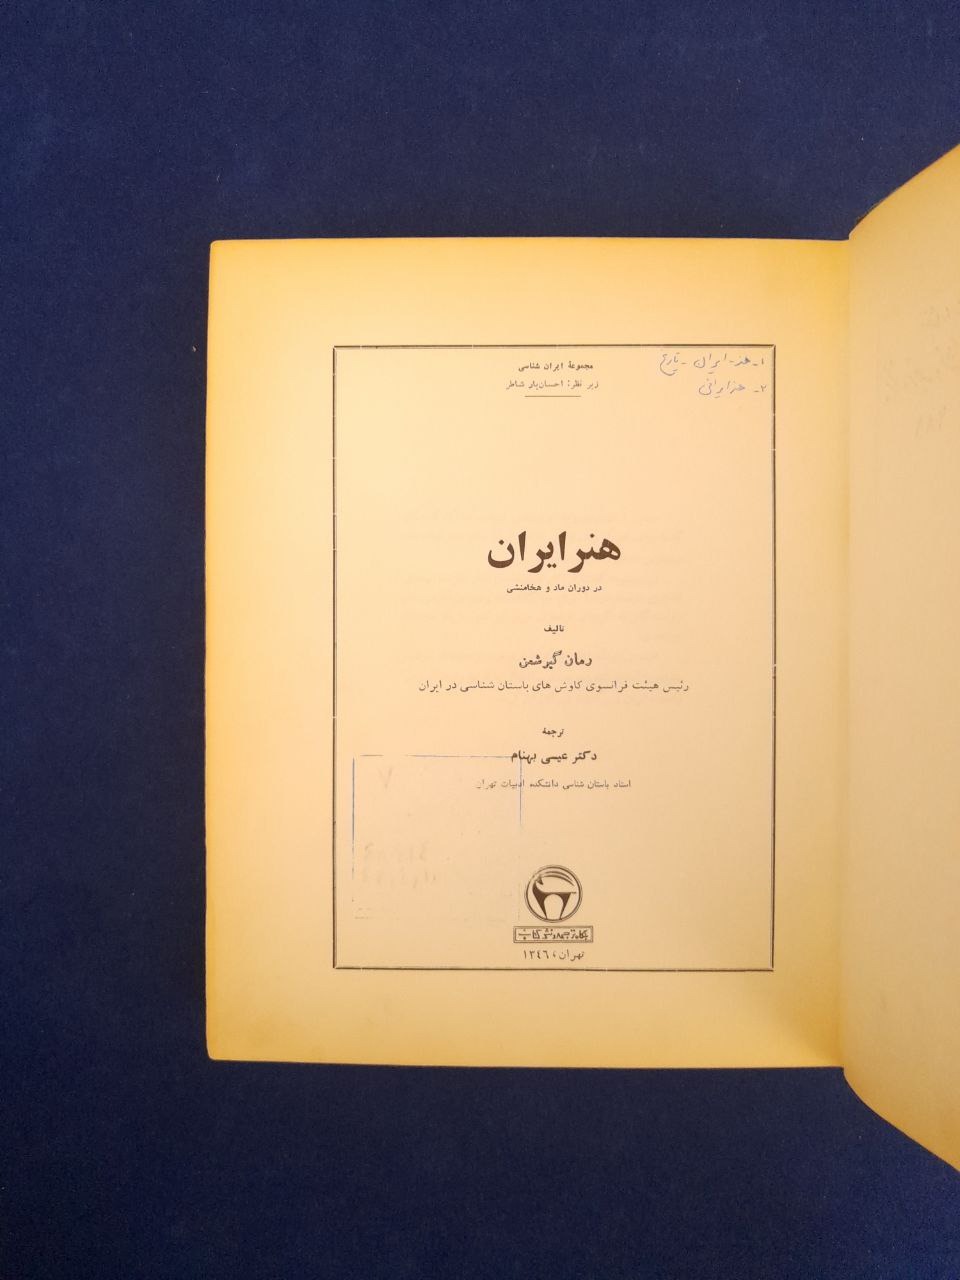 مجموعهٔ ایران شناسی
زیر نظر: احسان یار شاطر
۱- هنر ایران - تاریخ
۲- هنر ایرانی
هنر ایران
در دوران ماد و هخامنشی
تالیف
رمان گیرشمن
رئیس هیئت فرانسوی کاوش های باستان شناسی در ایران
ترجمهٔ
دکتر عیسی بهنام
استاد باستان شناسی دانشکده ادبیات تهران
۷
بنگاه ترجمه و نشر کتاب
تهران، ۱۳۴۶